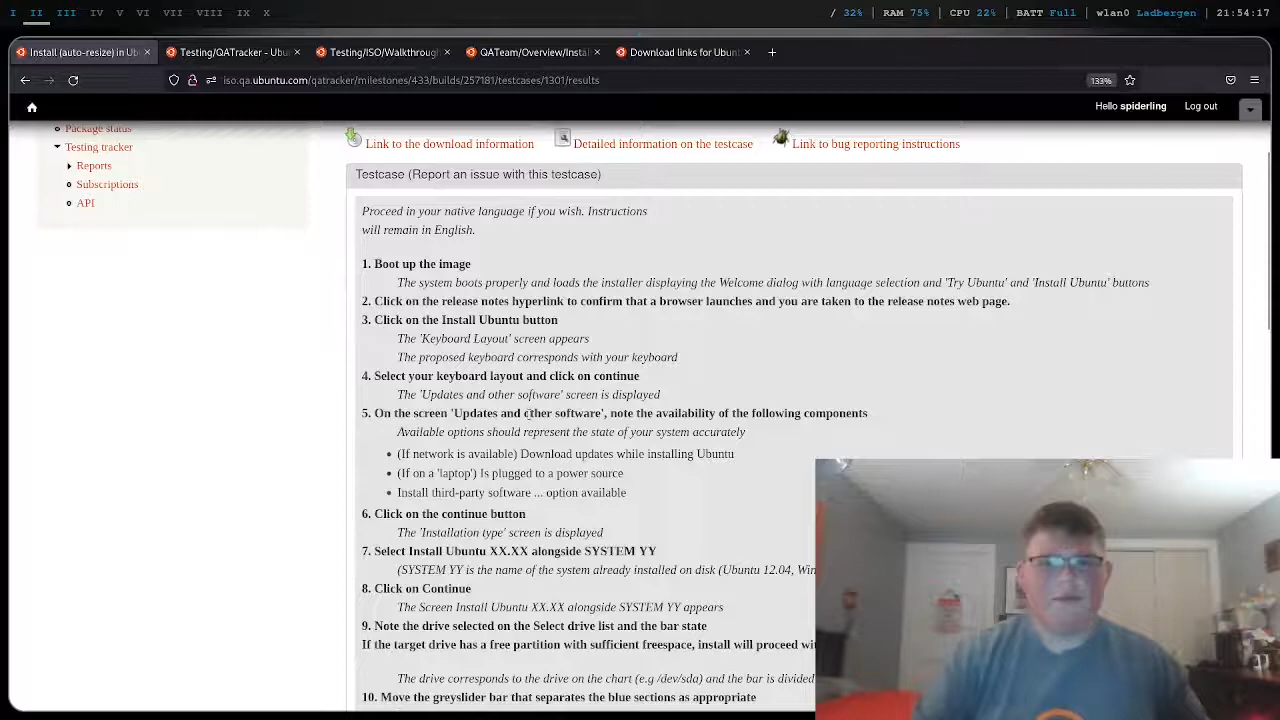 I II III IV V VI VII VIII IX X
/ 32% | RAM 75% | CPU 22% | BATT Full | wlan0 Ladbergen | 21:54:17
Install (auto-resize) in Ub
Testing/QATracker - Ubu
Testing/ISO/Walkthrough
QATeam/Overview/Instal
Download links for Ubunt
iso.qa.ubuntu.com/qatracker/milestones/433/builds/257181/testcases/1301/results
133%
Hello spiderling Log out
Package status
Testing tracker
Reports
Subscriptions
API
Link to the download information
Detailed information on the testcase
Link to bug reporting instructions
Testcase (Report an issue with this testcase)
Proceed in your native language if you wish. Instructions
will remain in English.
1. Boot up the image
The system boots properly and loads the installer displaying the Welcome dialog with language selection and 'Try Ubuntu' and 'Install Ubuntu' buttons
2. Click on the release notes hyperlink to confirm that a browser launches and you are taken to the release notes web page.
3. Click on the Install Ubuntu button
The 'Keyboard Layout' screen appears
The proposed keyboard corresponds with your keyboard
4. Select your keyboard layout and click on continue
The 'Updates and other software' screen is displayed
5. On the screen 'Updates and other software', note the availability of the following components
Available options should represent the state of your system accurately
(If network is available) Download updates while installing Ubuntu
(If on a 'laptop') Is plugged to a power source
Install third-party software ... option available
6. Click on the continue button
The 'Installation type' screen is displayed
7. Select Install Ubuntu XX.XX alongside SYSTEM YY
(SYSTEM YY is the name of the system already installed on disk (Ubuntu 12.04, Win
8. Click on Continue
The Screen Install Ubuntu XX.XX alongside SYSTEM YY appears
9. Note the drive selected on the Select drive list and the bar state
If the target drive has a free partition with sufficient freespace, install will proceed wit
The drive corresponds to the drive on the chart (e.g /dev/sda) and the bar is divided
10. Move the greyslider bar that separates the blue sections as appropriate